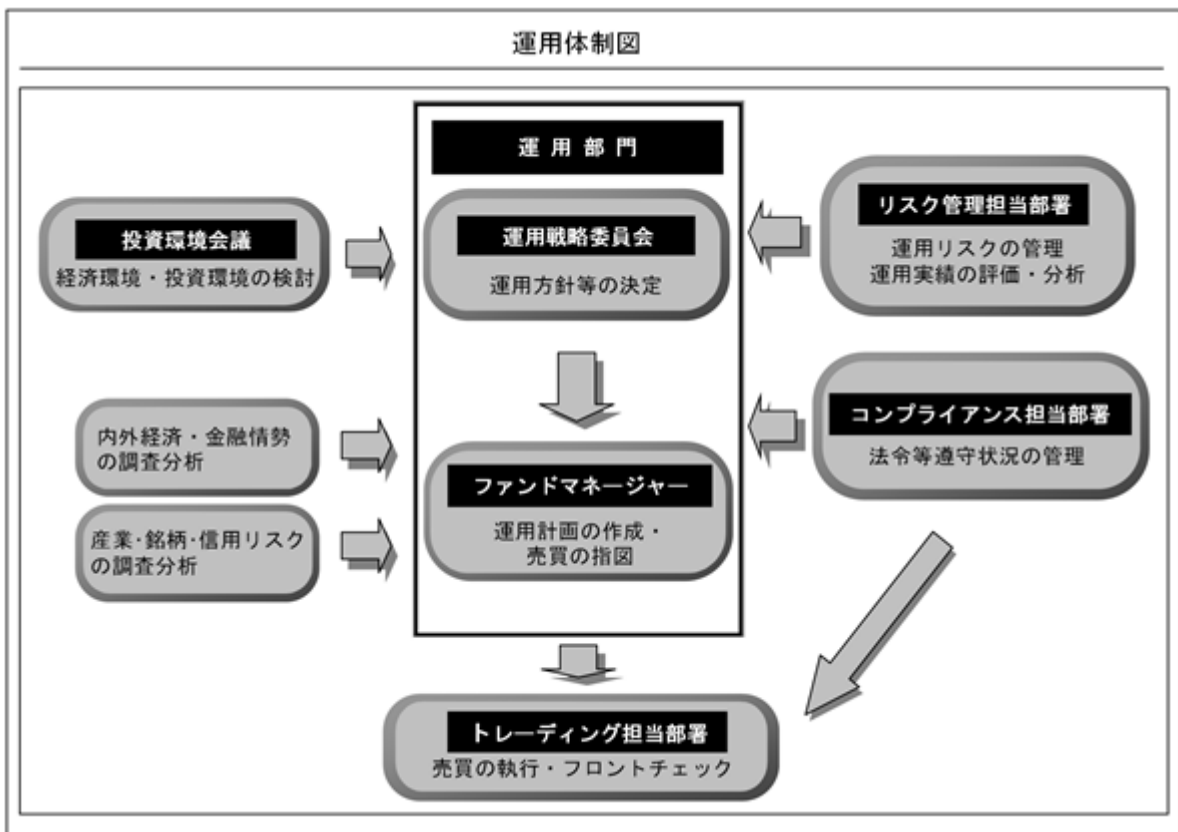 運用体制図
運用部門
投資環境会議
経済環境・投資環境の検討
運用戦略委員会
運用方針等の決定
リスク管理担当部署
運用リスクの管理
運用実績の評価・分析
内外経済・金融情勢
の調査分析
産業・銘柄・信用リスク
の調査分析
ファンドマネージャー
運用計画の作成・
売買の指図
コンプライアンス担当部署
法令等遵守状況の管理
トレーディング担当部署
売買の執行・フロントチェック